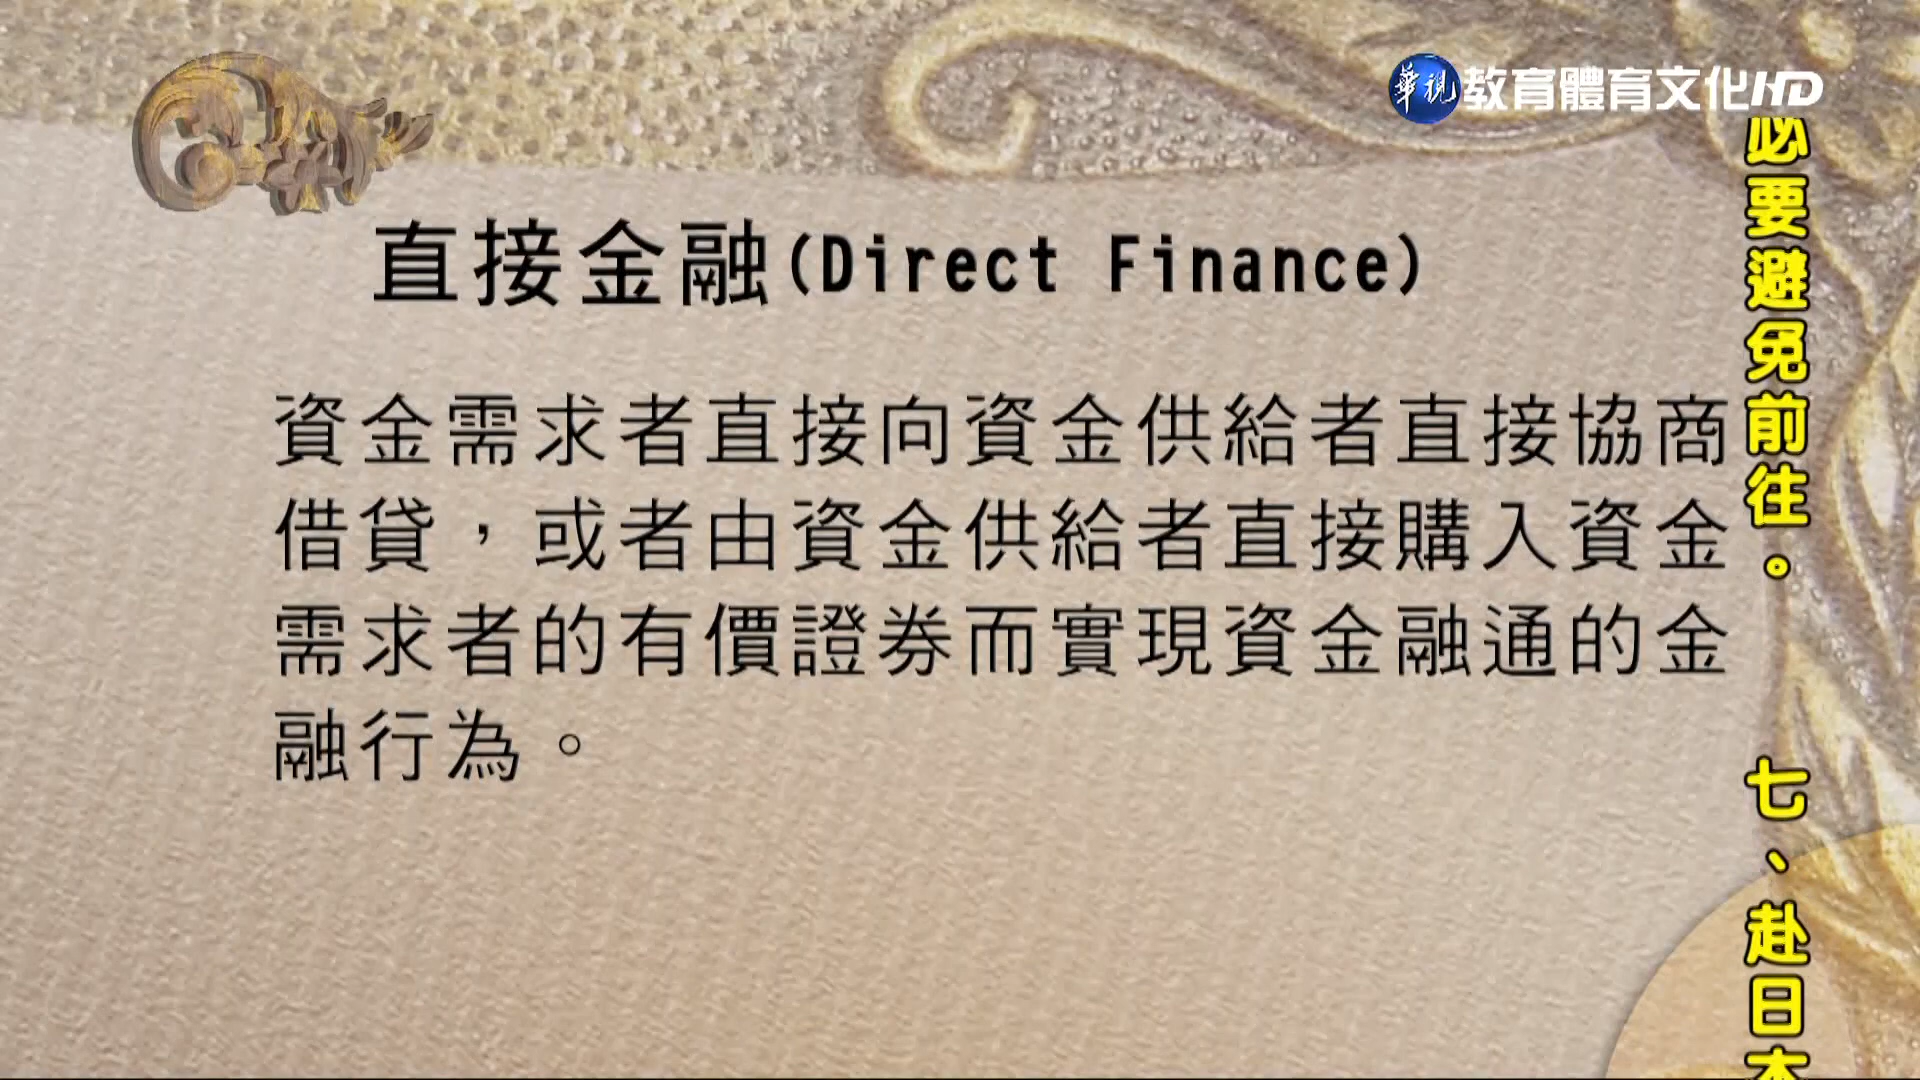 華視教育體育文化HD
直接金融(Direct Finance)
資金需求者直接向資金供給者直接協商
借貸，或者由資金供給者直接購入資金
需求者的有價證券而實現資金融通的金
融行為。
必要避免前往。 七、赴日本